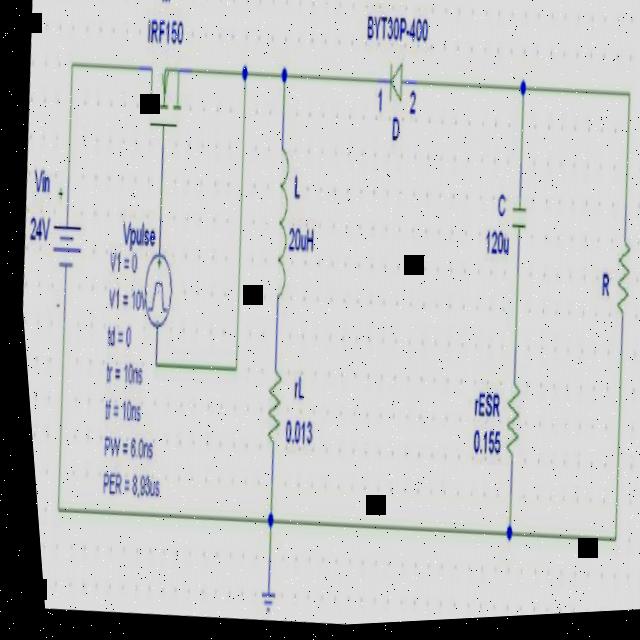 IRF150
BYT30P-400
1
2
D
Vin
24V
Vpulse
V1 = 0
V1 = 10V
td = 0
tr = 10ns
tf = 10ns
PW = 6.0ns
PER = 8,93us
L
20uH
rL
0.013
C
120u
rESR
0.155
R